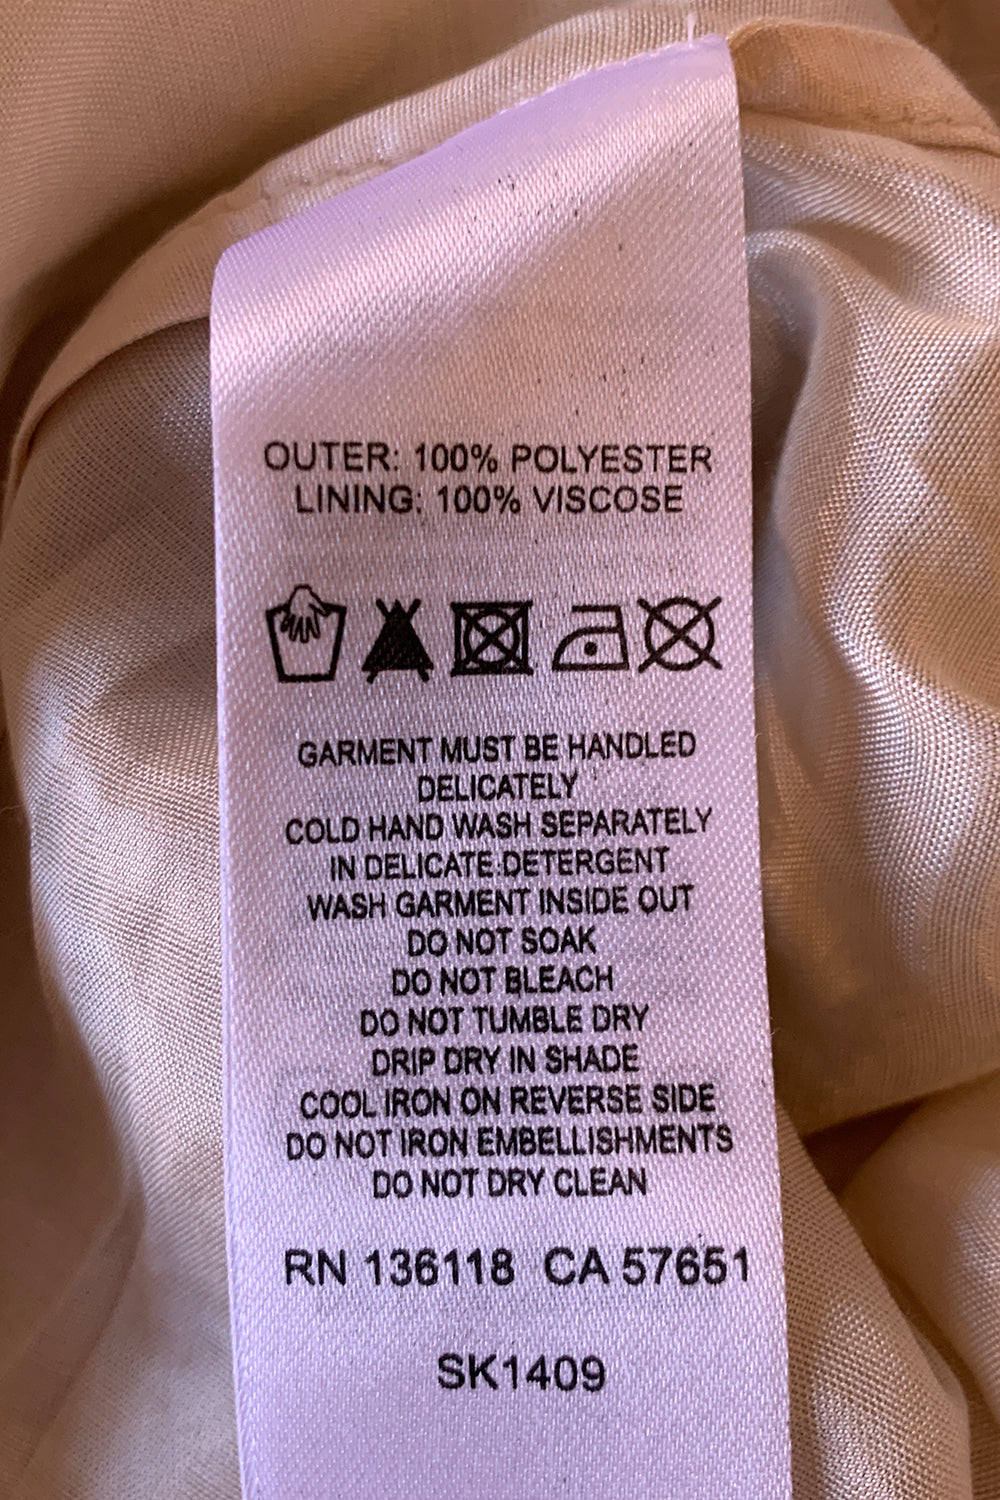 OUTER: 100% POLYESTER
LINING: 100% VISCOSE
GARMENT MUST BE HANDLED
DELICATELY
COLD HAND WASH SEPARATELY
IN DELICATE DETERGENT
WASH GARMENT INSIDE OUT
DO NOT SOAK
DO NOT BLEACH
DO NOT TUMBLE DRY
DRIP DRY IN SHADE
COOL IRON ON REVERSE SIDE
DO NOT IRON EMBELLISHMENTS
DO NOT DRY CLEAN
RN 136118 CA 57651
SK1409